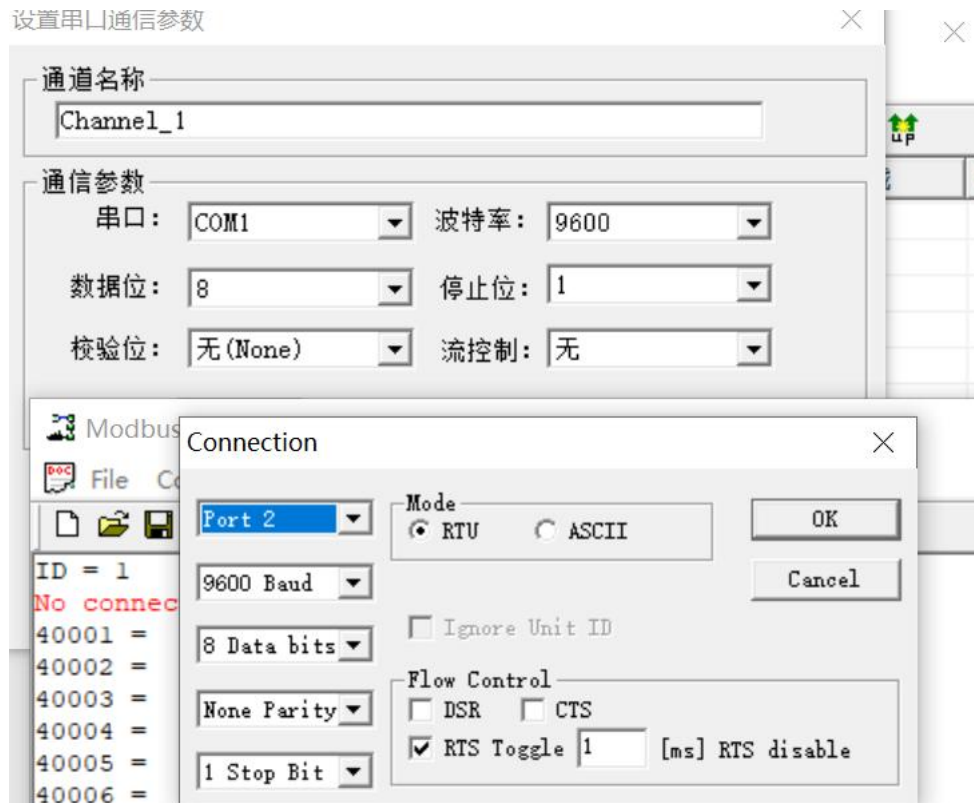 设置串口通信参数
通道名称
Channel_1
up
通信参数
串口: COM1 波特率: 9600
数据位: 8 停止位: 1
校验位: 无(None) 流控制: 无
Modbus
Connection
File
Port 2
Mode
RTU ASCII
OK
ID = 1
9600 Baud
Cancel
No connec
Ignore Unit ID
40001 =
8 Data bits
40002 =
Flow Control
40003 =
None Parity
DSR CTS
40004 =
RTS Toggle 1 [ms] RTS disable
40005 =
1 Stop Bit
40006 =